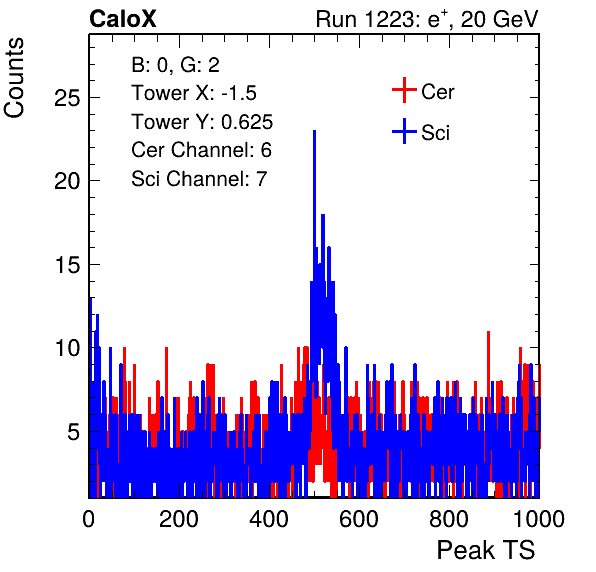 CaloX Run 1223: e+, 20 GeV
Counts
B: 0, G: 2
Tower X: -1.5
Tower Y: 0.625
Cer Channel: 6
Sci Channel: 7
Cer
Sci
25
20
15
10
5
0 200 400 600 800 1000
Peak TS